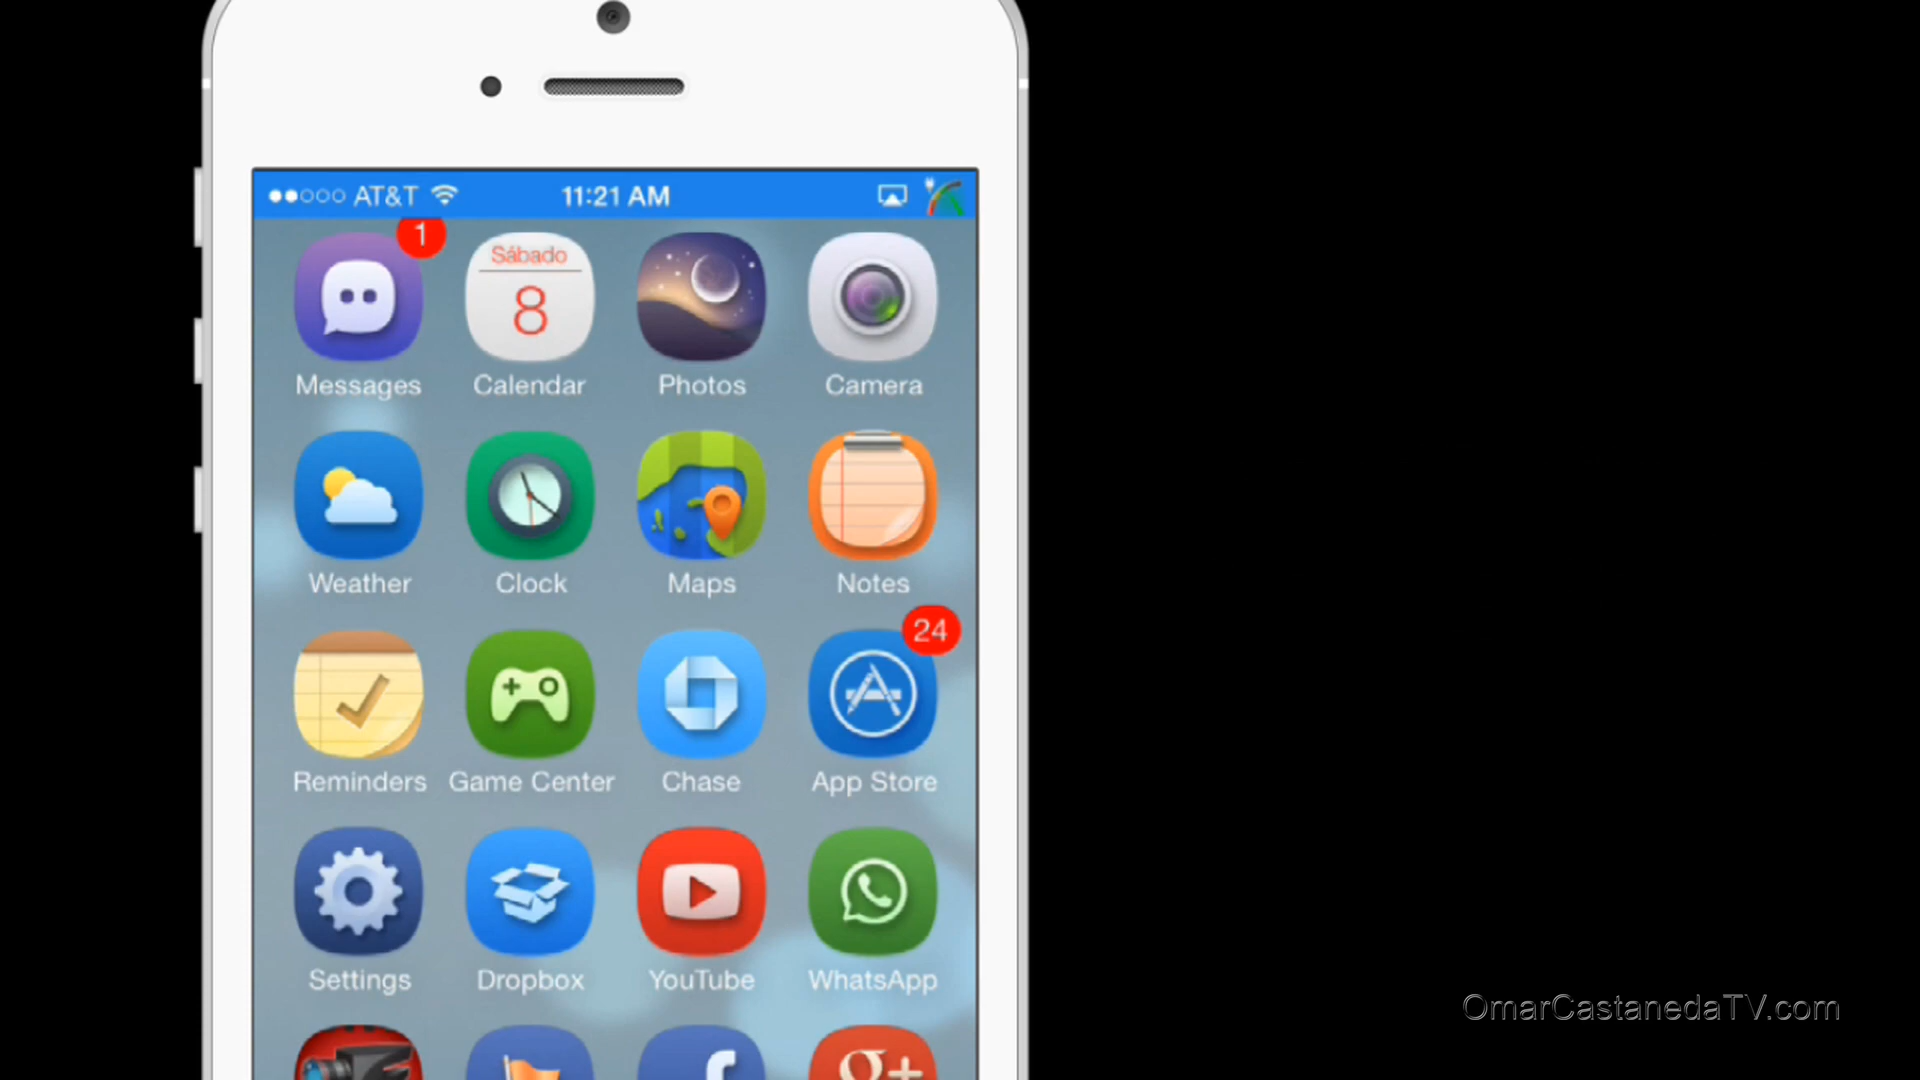 AT&T 11:21 AM
1
Sábado
8
Messages Calendar Photos Camera
Weather Clock Maps Notes
24
Reminders Game Center Chase App Store
Settings Dropbox YouTube WhatsApp
f g+
OmarCastanedaTV.com